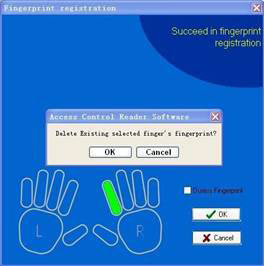 Fingerprint registration
Succeed in fingerprint
registration
Access Control Reader Software
Delete Existing selected finger's fingerprint?
OK
Cancel
L
R
Duress Fingerprint
OK
Cancel